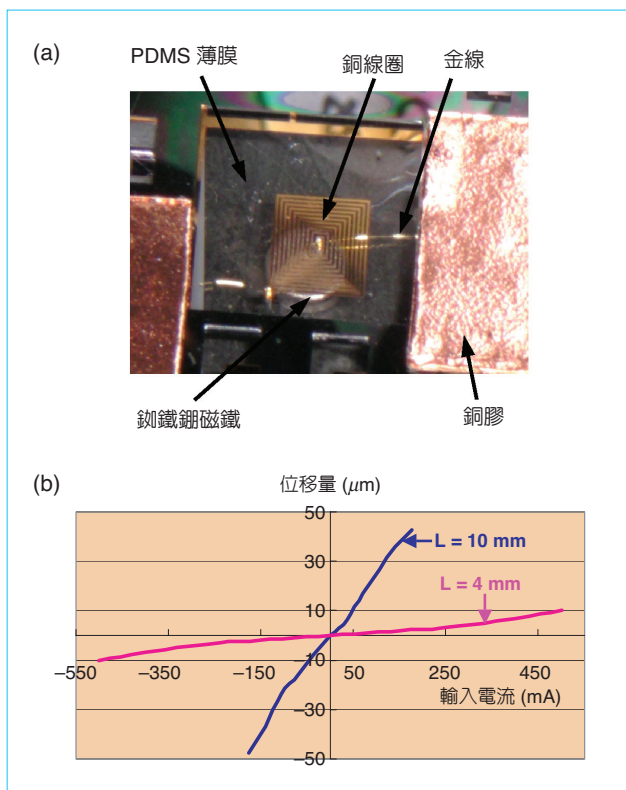 (a)
PDMS 薄膜
銅線圈
金線
釹鐵硼磁鐵
銅膠
(b)
位移量 (μm)
50
30
10
–10
–30
–50
L = 10 mm
L = 4 mm
–550
–350
–150
50
250
450
輸入電流 (mA)